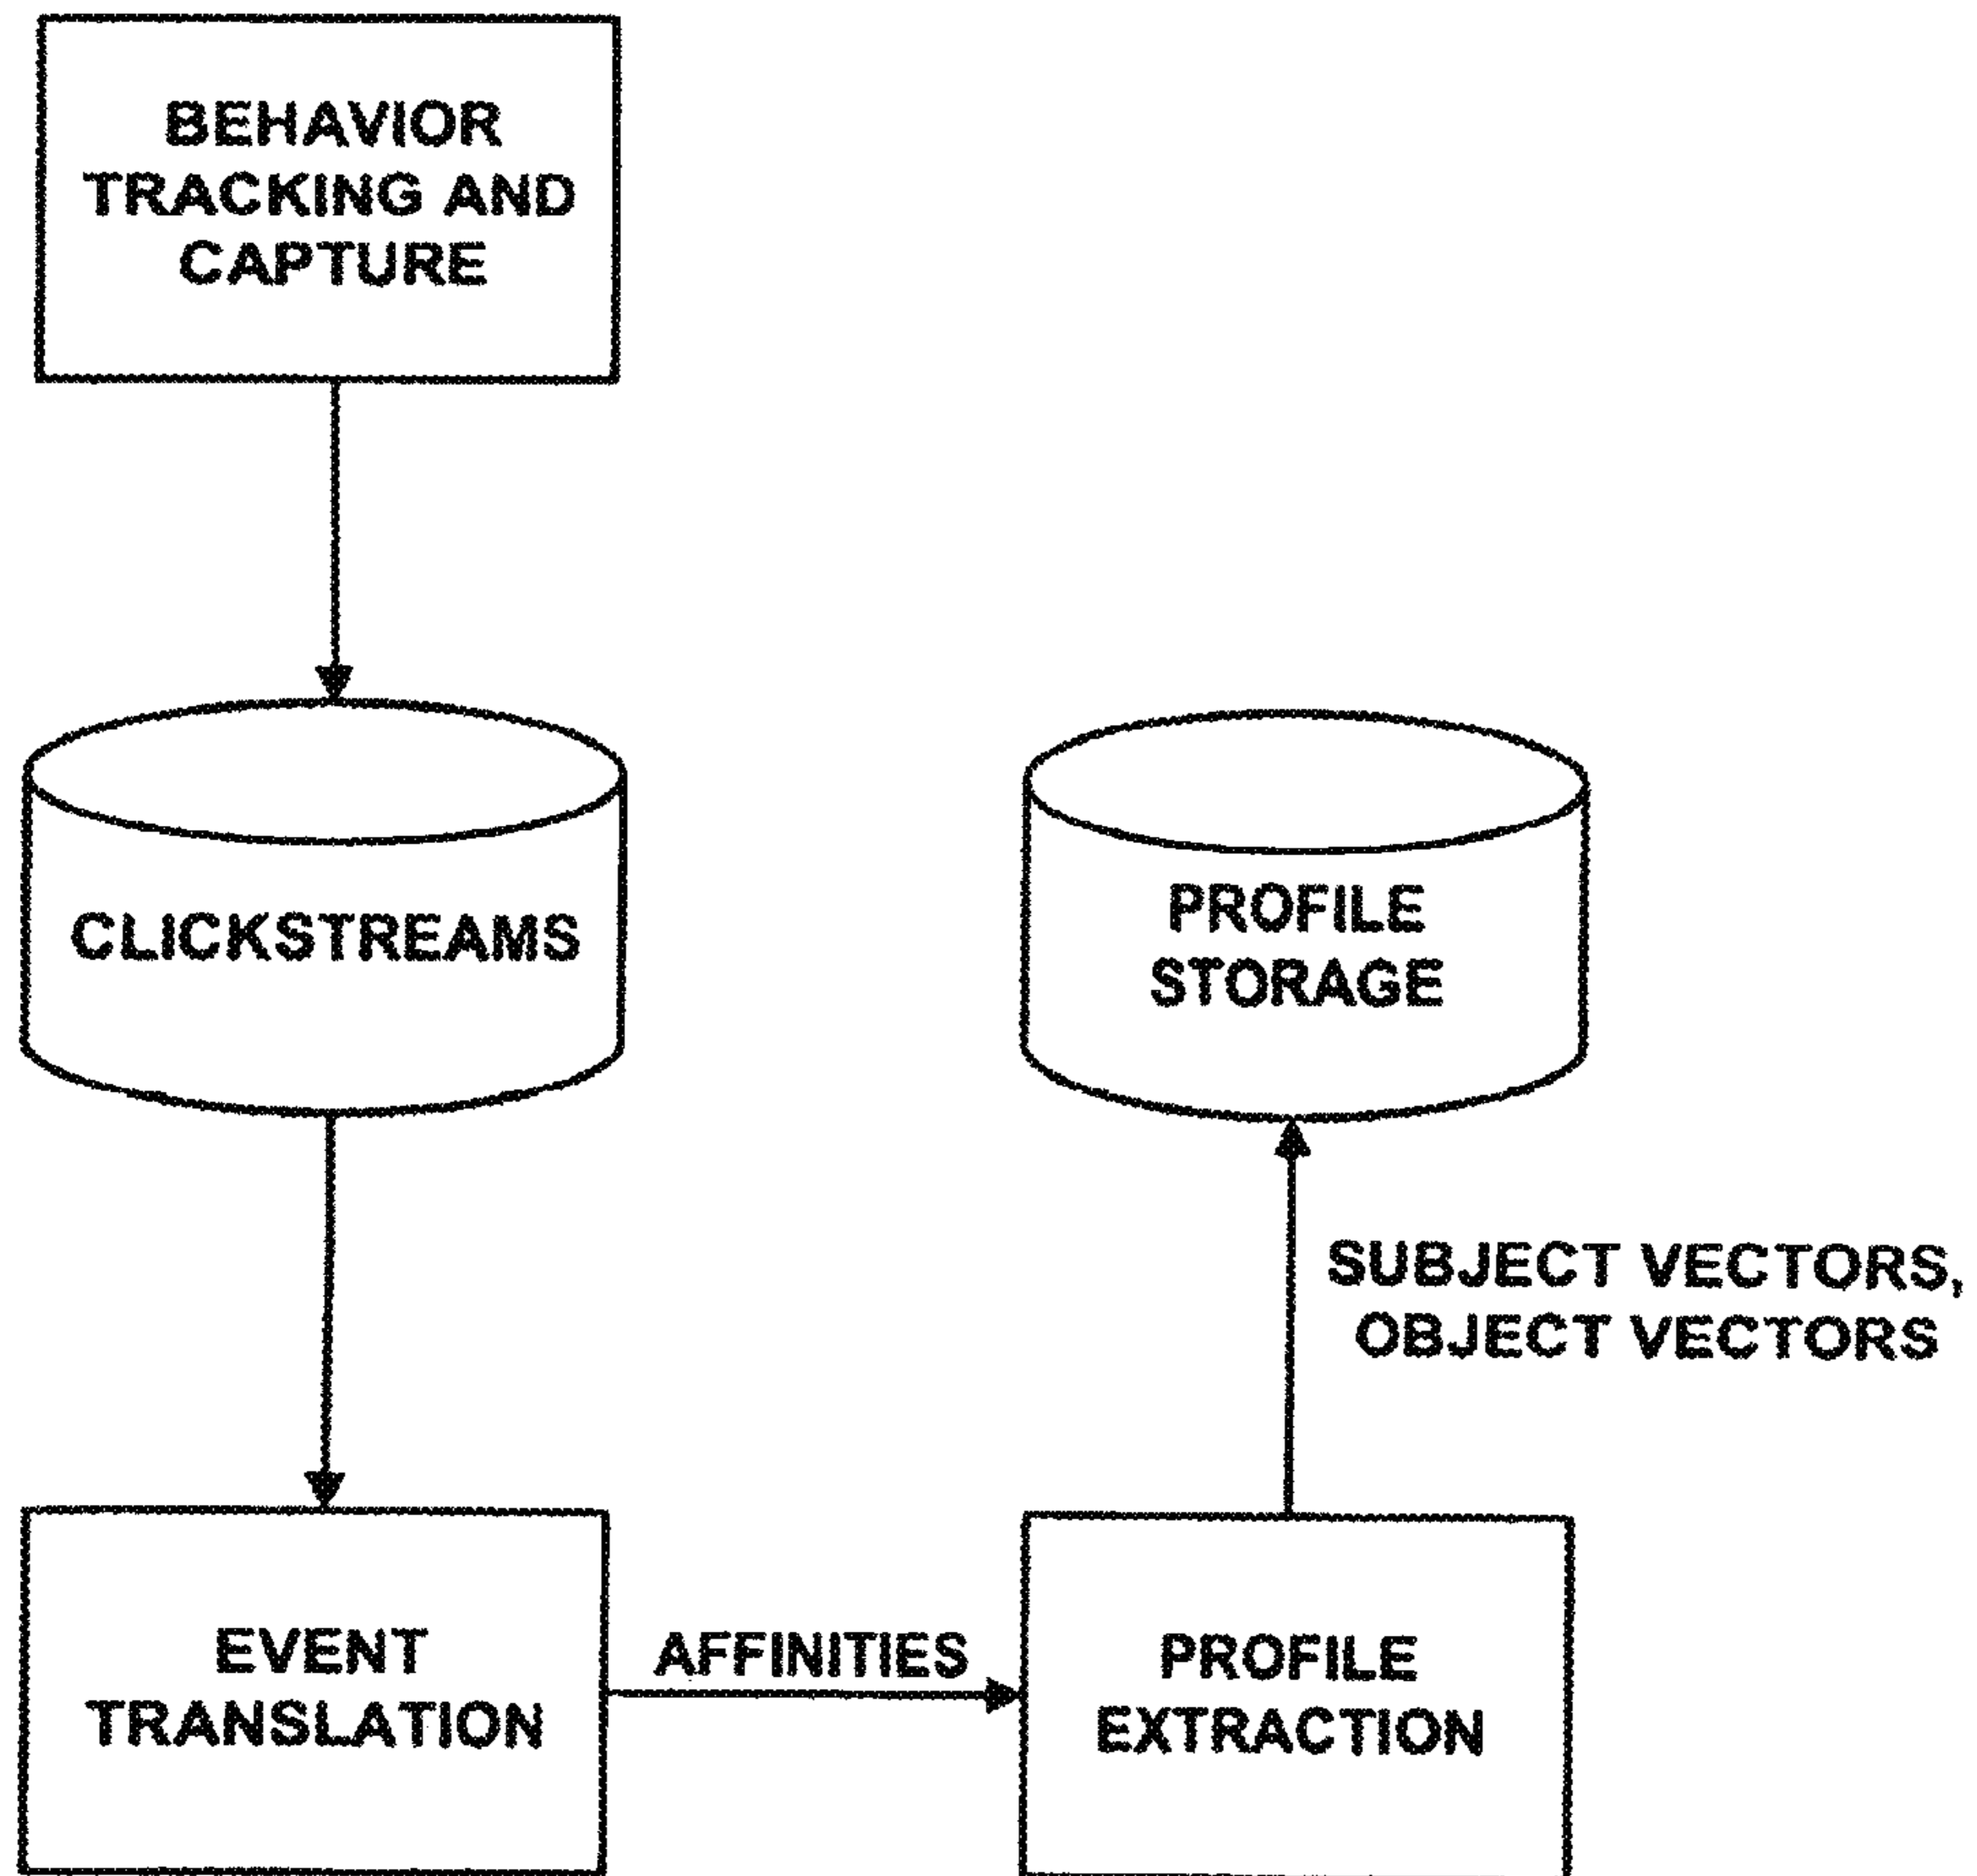 BEHAVIOR
TRACKING AND
CAPTURE
CLICKSTREAMS
PROFILE
STORAGE
SUBJECT VECTORS,
OBJECT VECTORS
EVENT
TRANSLATION
AFFINITIES
PROFILE
EXTRACTION